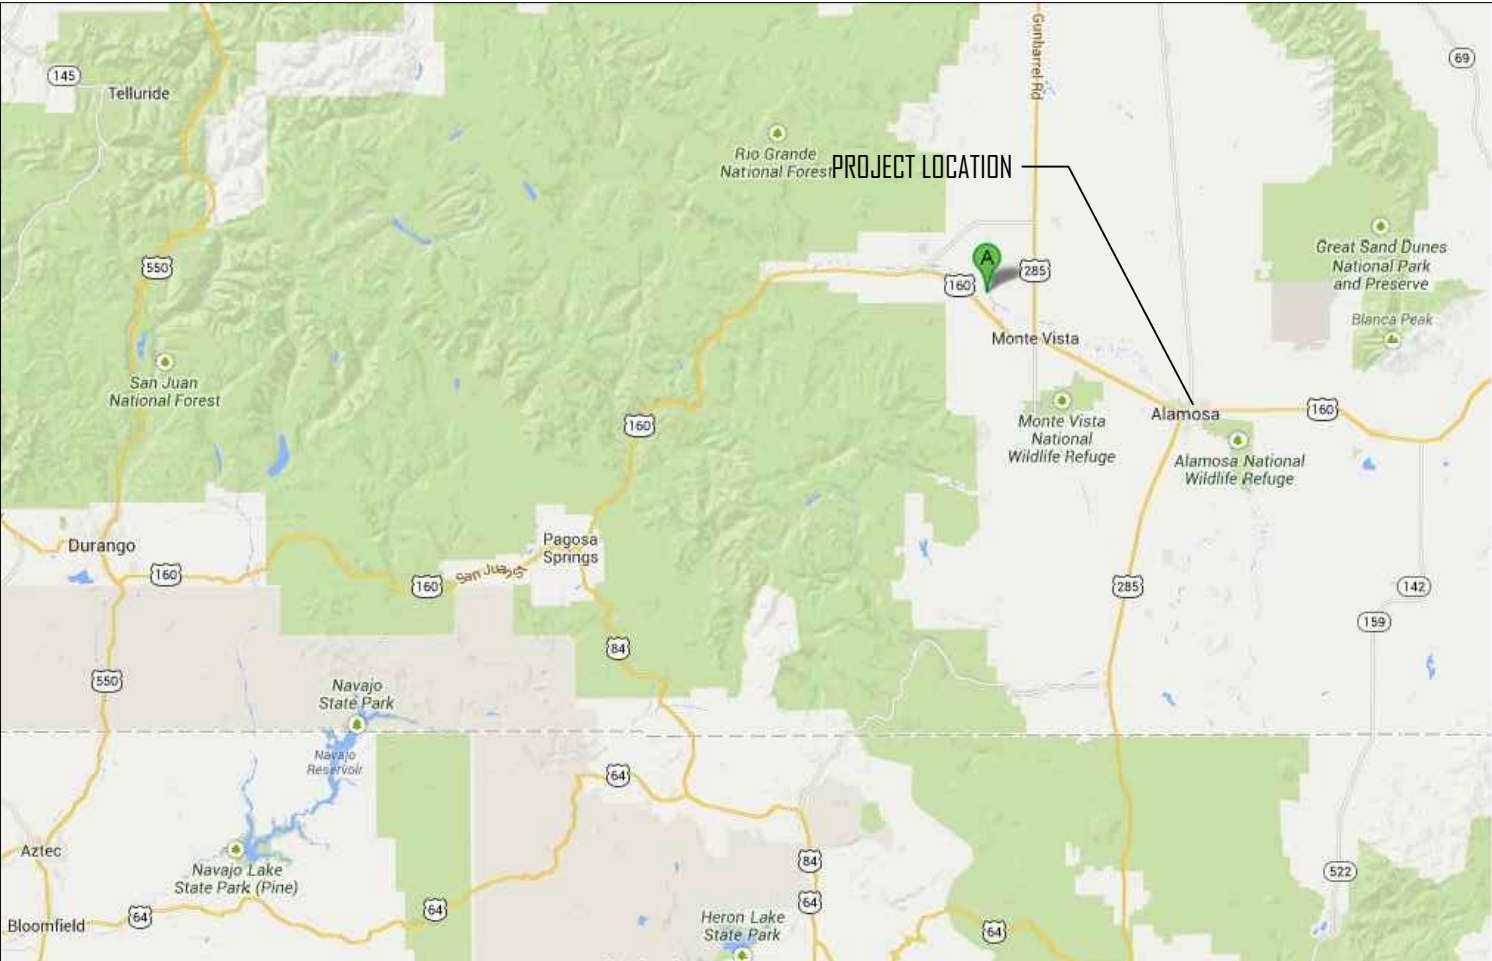 Gunbarrel Rd
69
145
Telluride
Rio Grande
National Forest
PROJECT LOCATION
Great Sand Dunes
National Park
and Preserve
550
A
285
160
Blanca Peak
Monte Vista
San Juan
National Forest
160
Alamosa
160
Monte Vista
National
Wildlife Refuge
Alamosa National
Wildlife Refuge
Durango
Pagosa
Springs
160
160
San Juan St
285
142
159
84
550
Navajo
State Park
Navajo
Reservoir
64
Aztec
Navajo Lake
State Park (Pine)
84
522
64
64
64
Bloomfield
Heron Lake
State Park
64